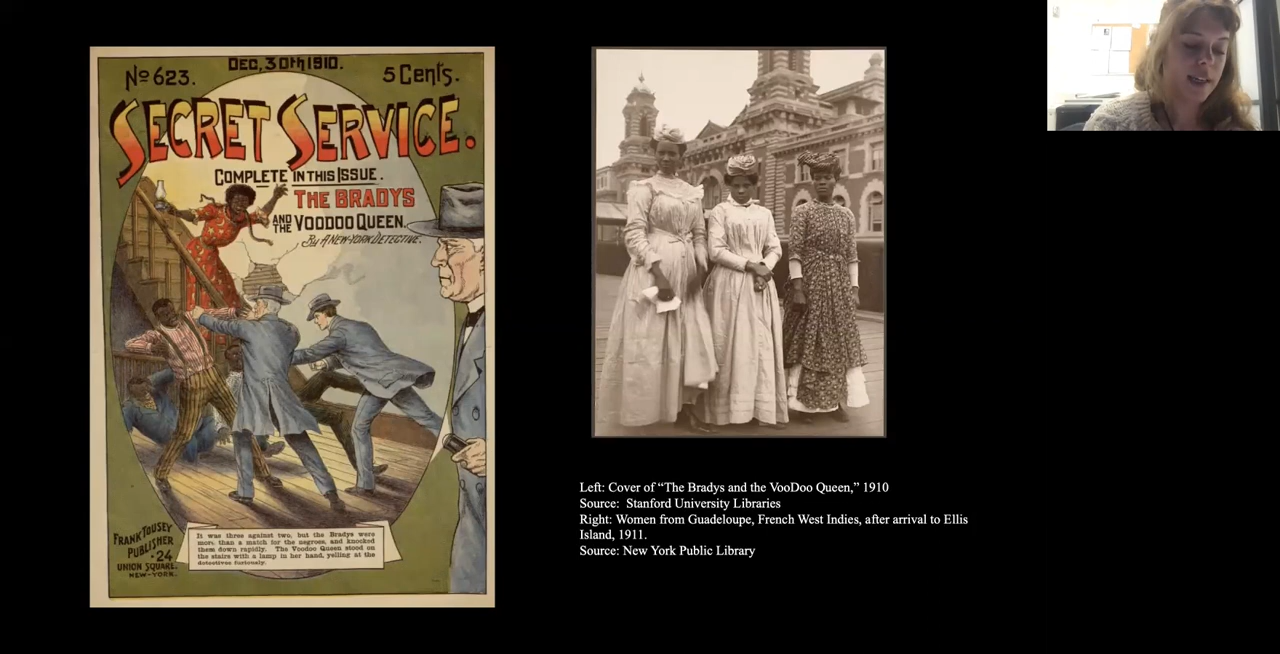 DEC, 30th 1910.
No 623.
5 Cents.
SECRET SERVICE.
COMPLETE IN THIS ISSUE.
THE BRADYS
AND THE VOODOO QUEEN.
By A NEW YORK DETECTIVE.
FRANK TOUSEY
PUBLISHER
24
UNION SQUARE.
NEW-YORK.
It was three against two, but the Bradys were
more than a match for the negroes, and knocked
them down rapidly. The Voodoo Queen stood on
the stairs with a lamp in her hand, yelling at the
detectives furiously.
Left: Cover of “The Bradys and the VooDoo Queen,” 1910
Source: Stanford University Libraries
Right: Women from Guadeloupe, French West Indies, after arrival to Ellis
Island, 1911.
Source: New York Public Library